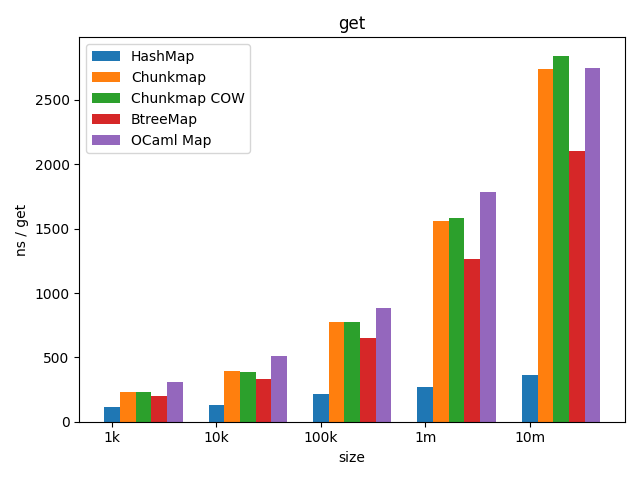 get
HashMap
Chunkmap
Chunkmap COW
BtreeMap
OCaml Map
2500
2000
1500
1000
500
0
ns / get
1k
10k
100k
1m
10m
size